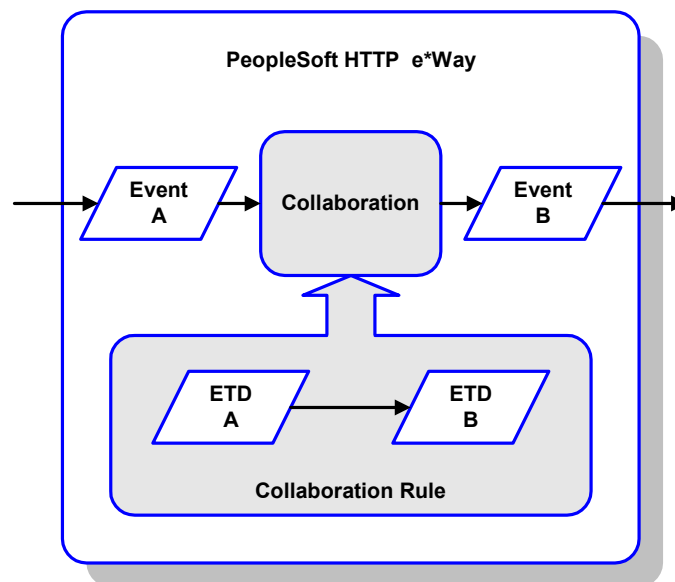 PeopleSoft HTTP e*Way
Event
A
Collaboration
Event
B
ETD
A
ETD
B
Collaboration Rule